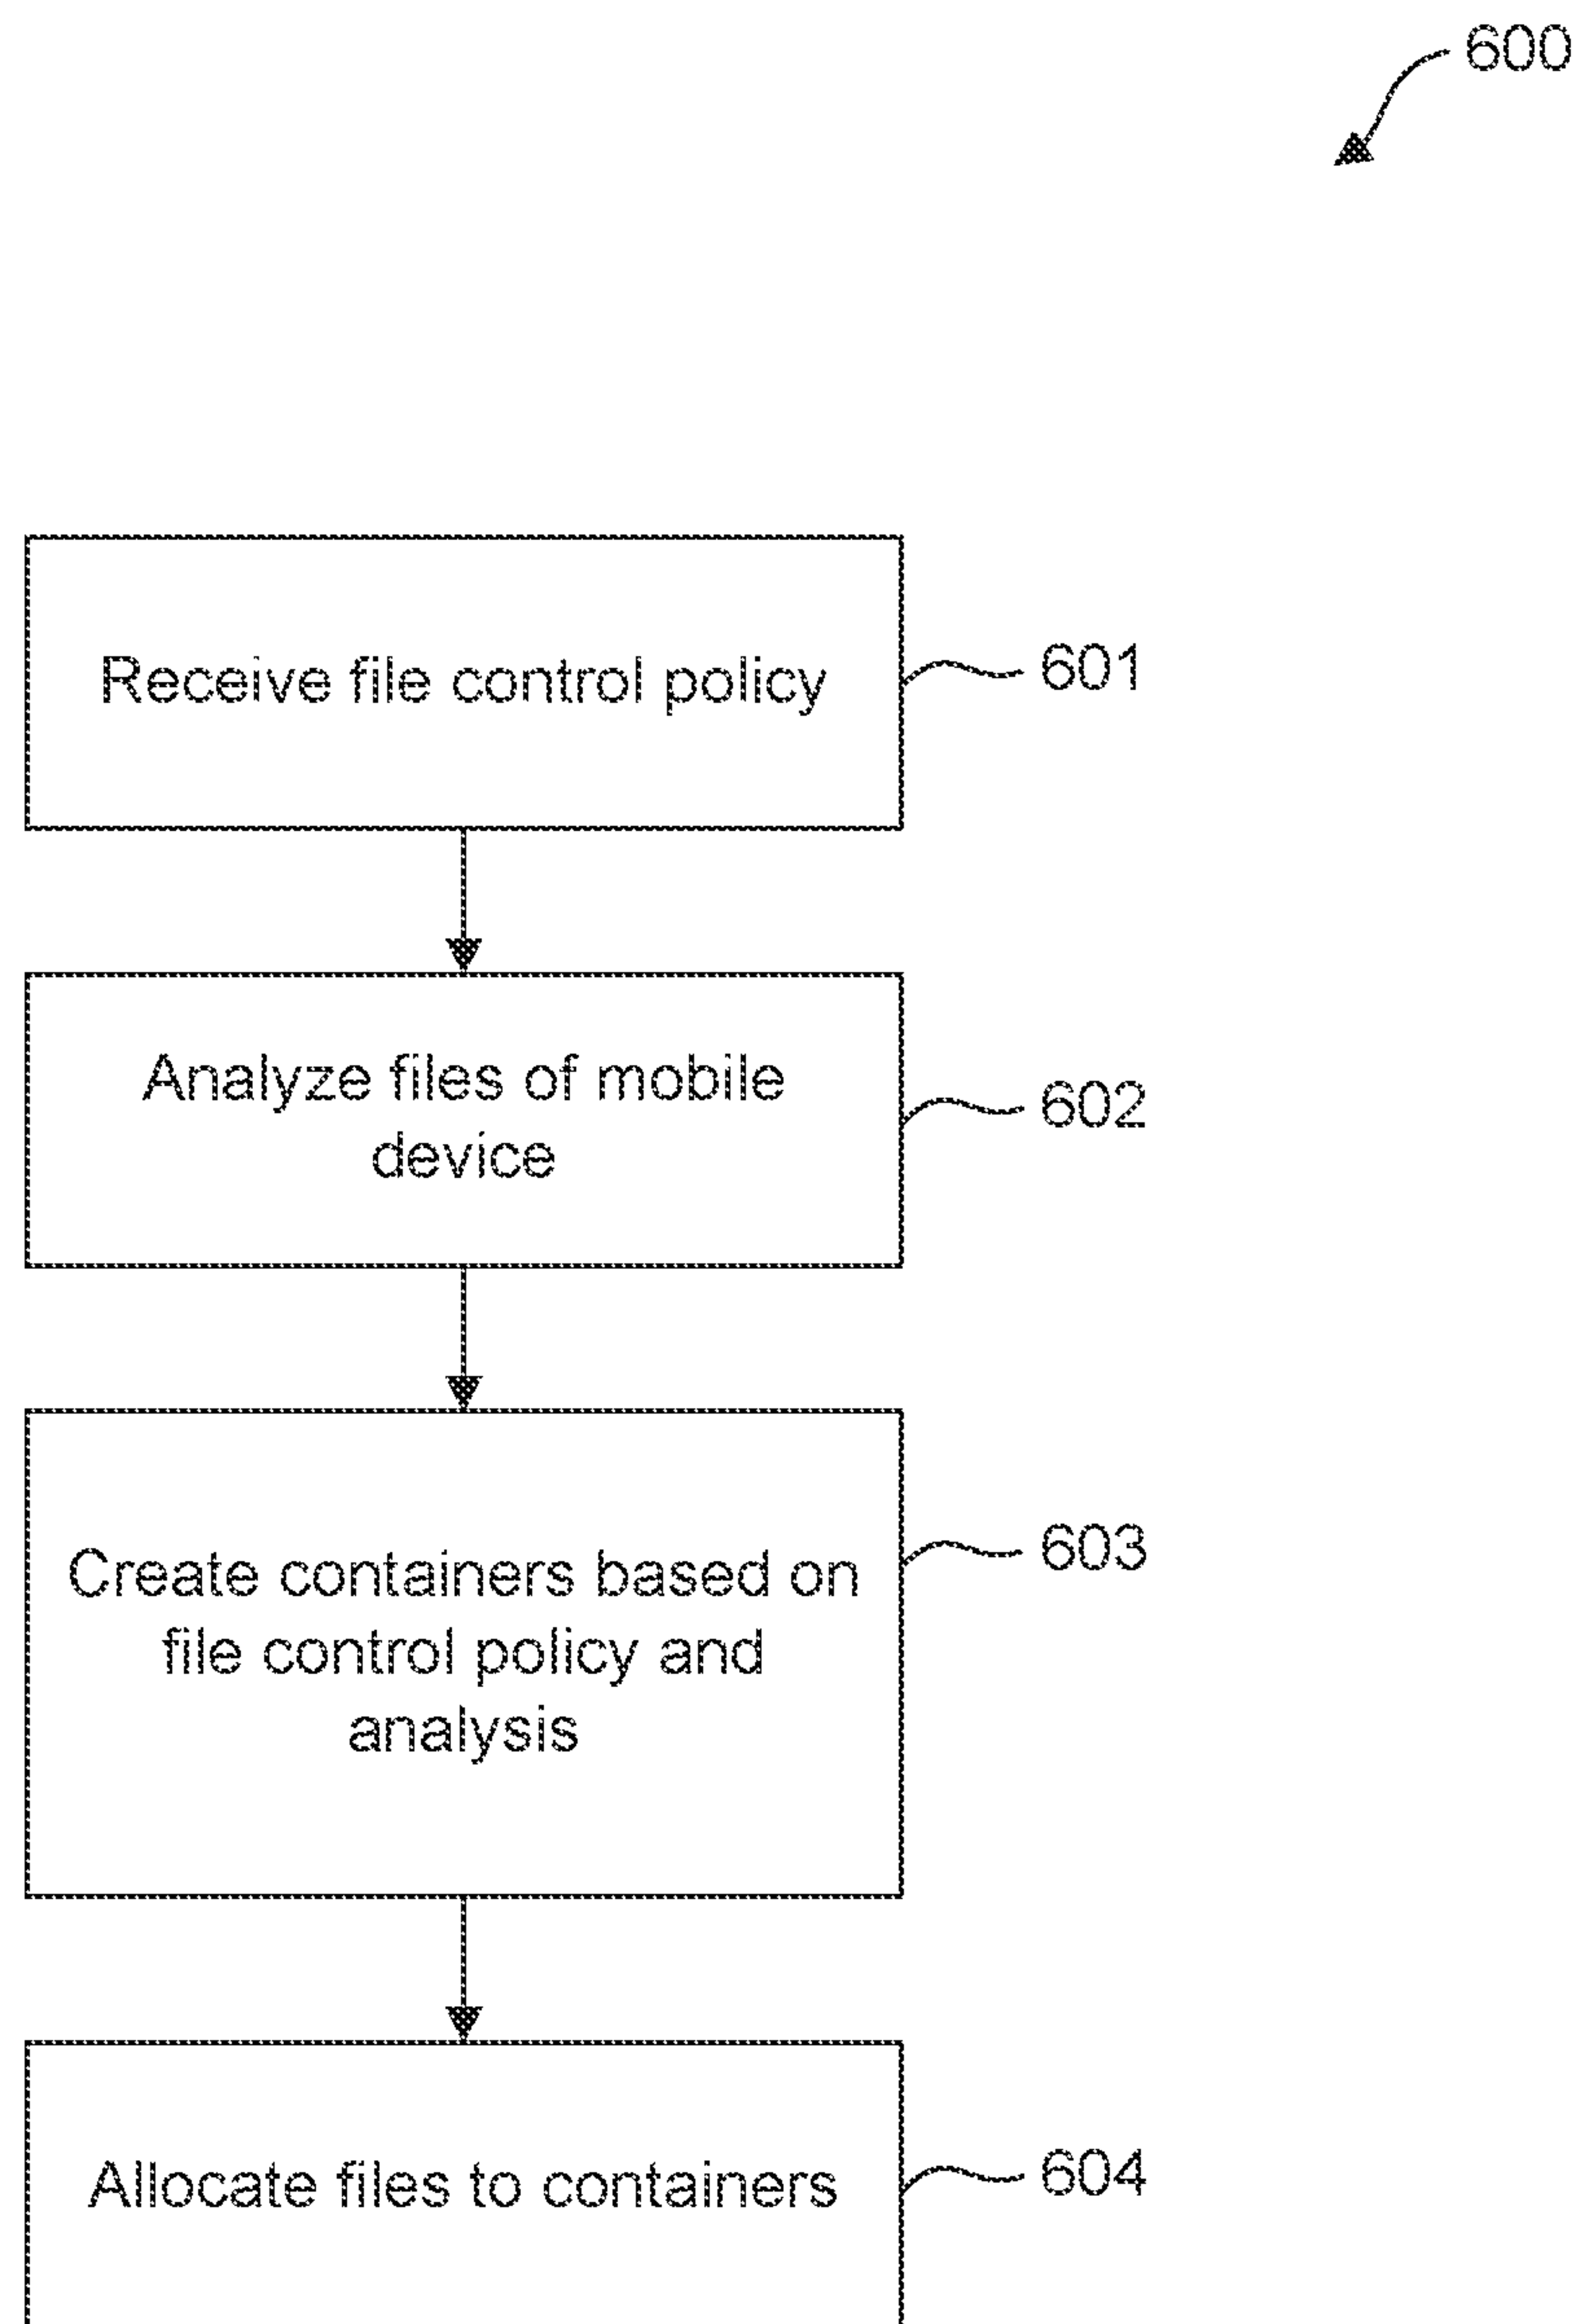 600
Receive file control policy
601
Analyze files of mobile
device
602
Create containers based on
file control policy and
analysis
603
Allocate files to containers
604